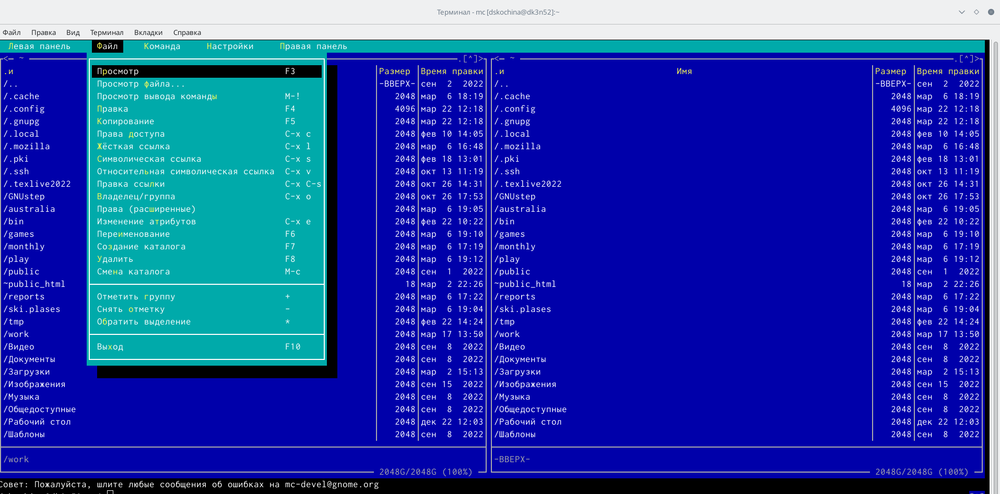 Терминал - mc [dskochina@dk3n52]:~
Файл Правка Вид Терминал Вкладки Справка
Левая панель Файл Команда Настройки Правая панель
<- ~ .[^]> <- ~ .[^]>
.и Просмотр F3 Размер Время правки .и Имя Размер Время правки
/.. Просмотр файла... -ВВЕРХ- сен 2 2022 /.. -ВВЕРХ- сен 2 2022
/.cache Просмотр вывода команды M-! 2048 мар 6 18:19 /.cache 2048 мар 6 18:19
/.config Правка F4 4096 мар 22 12:18 /.config 4096 мар 22 12:18
/.gnupg Копирование F5 2048 мар 22 12:18 /.gnupg 2048 мар 22 12:18
/.local Права доступа C-x c 2048 фев 10 14:05 /.local 2048 фев 10 14:05
/.mozilla Жёсткая ссылка C-x l 2048 мар 6 16:48 /.mozilla 2048 мар 6 16:48
/.pki Символическая ссылка C-x s 2048 фев 18 13:01 /.pki 2048 фев 18 13:01
/.ssh Относительная символическая ссылка C-x v 2048 окт 13 11:19 /.ssh 2048 окт 13 11:19
/.texlive2022 Правка ссылки C-x C-s 2048 окт 26 14:31 /.texlive2022 2048 окт 26 14:31
/GNUstep Владелец/группа C-x o 2048 окт 26 17:53 /GNUstep 2048 окт 26 17:53
/australia Права (расширенные) 2048 мар 6 19:05 /australia 2048 мар 6 19:05
/bin Изменение атрибутов C-x e 2048 фев 22 10:22 /bin 2048 фев 22 10:22
/games Переименование F6 2048 мар 6 19:10 /games 2048 мар 6 19:10
/monthly Создание каталога F7 2048 мар 6 17:19 /monthly 2048 мар 6 17:19
/play Удалить F8 2048 мар 6 19:12 /play 2048 мар 6 19:12
/public Смена каталога M-c 2048 сен 1 2022 /public 2048 сен 1 2022
~public_html 18 мар 2 22:26 ~public_html 18 мар 2 22:26
/reports Отметить группу + 2048 мар 6 17:22 /reports 2048 мар 6 17:22
/ski.plases Снять отметку - 2048 мар 6 19:04 /ski.plases 2048 мар 6 19:04
/tmp Обратить выделение * 2048 фев 22 14:24 /tmp 2048 фев 22 14:24
/work 2048 мар 17 13:50 /work 2048 мар 17 13:50
/Видео Выход F10 2048 сен 8 2022 /Видео 2048 сен 8 2022
/Документы 2048 сен 8 2022 /Документы 2048 сен 8 2022
/Загрузки 2048 мар 2 15:13 /Загрузки 2048 мар 2 15:13
/Изображения 2048 сен 15 2022 /Изображения 2048 сен 15 2022
/Музыка 2048 сен 8 2022 /Музыка 2048 сен 8 2022
/Общедоступные 2048 сен 8 2022 /Общедоступные 2048 сен 8 2022
/Рабочий стол 2048 дек 22 12:03 /Рабочий стол 2048 дек 22 12:03
/Шаблоны 2048 сен 8 2022 /Шаблоны 2048 сен 8 2022
/work -ВВЕРХ-
2048G/2048G (100%) 2048G/2048G (100%)
Совет: Пожалуйста, шлите любые сообщения об ошибках на mc-devel@gnome.org